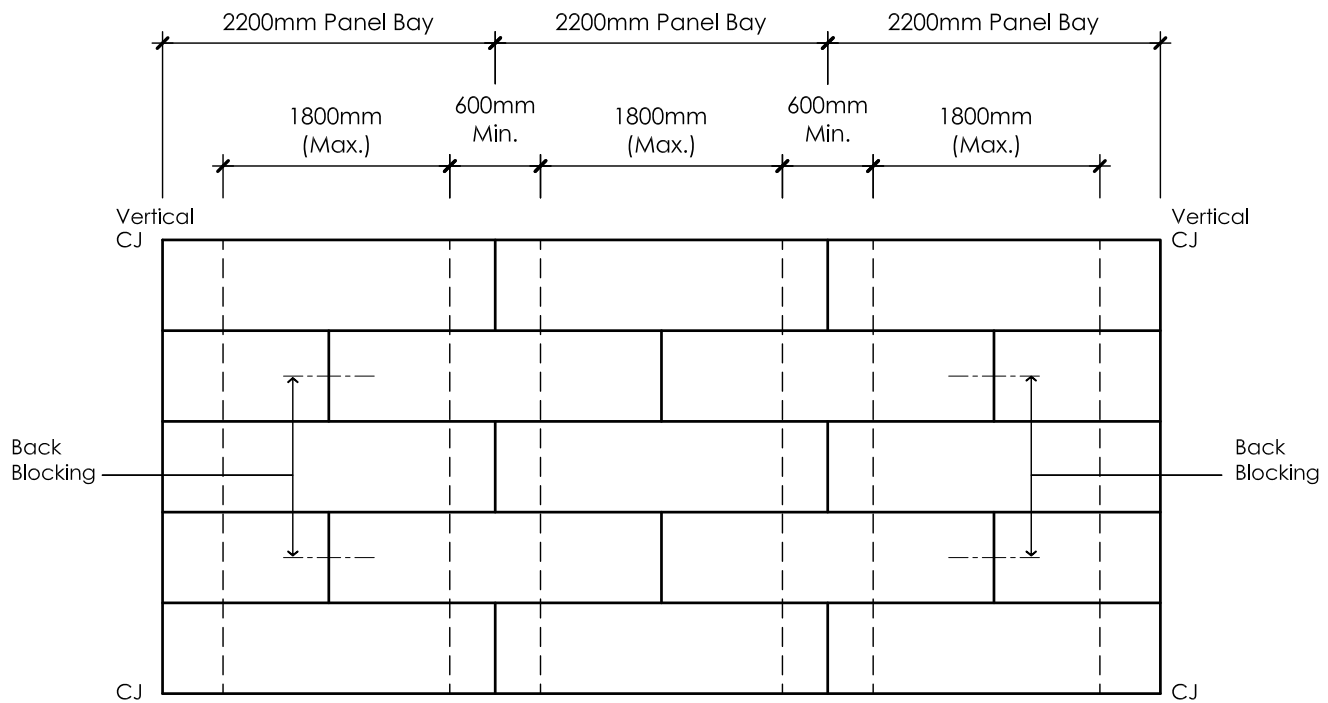 2200mm Panel Bay
2200mm Panel Bay
2200mm Panel Bay
1800mm
(Max.)
600mm
Min.
1800mm
(Max.)
600mm
Min.
1800mm
(Max.)
Vertical
CJ
Vertical
CJ
Back
Blocking
Back
Blocking
CJ
CJ